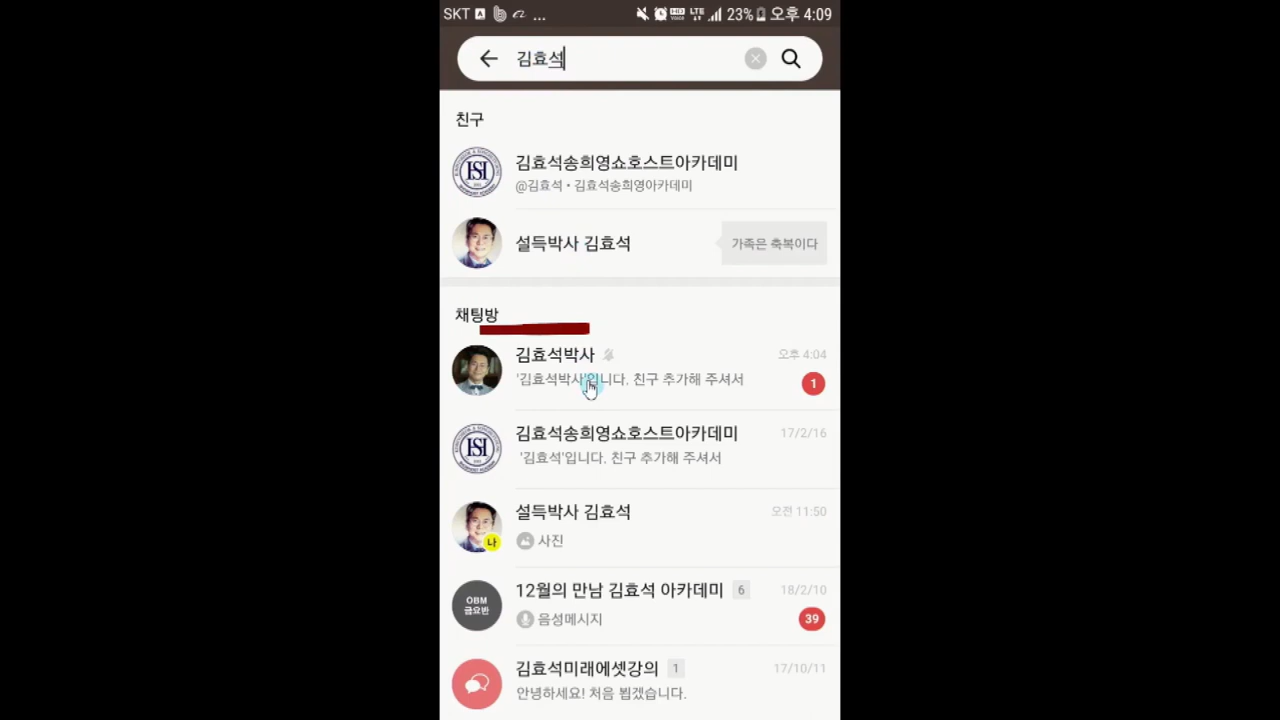 SKT ... LTE 23% 오후 4:09
김효석
친구
ISI
김효석송희영쇼호스트아카데미
@김효석 • 김효석송희영아카데미
설득박사 김효석
가족은 축복이다
채팅방
김효석박사
오후 4:04
'김효석박사'입니다. 친구 추가해 주셔서
1
ISI
김효석송희영쇼호스트아카데미
17/2/16
'김효석'입니다. 친구 추가해 주셔서
설득박사 김효석
오전 11:50
나
사진
OBM
금요반
12월의 만남 김효석 아카데미 6
18/2/10
음성메시지
39
김효석미래에셋강의 1
17/10/11
안녕하세요! 처음 뵙겠습니다.